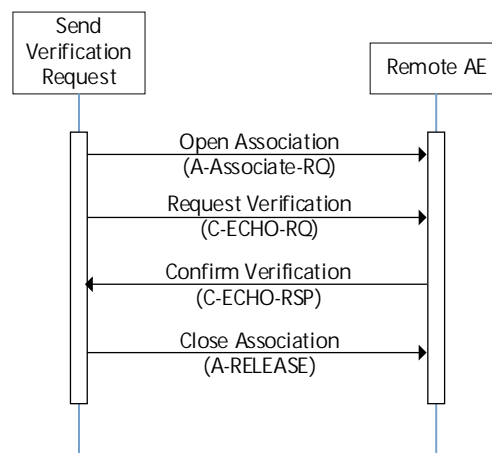 Send
Verification
Request
Remote AE
Open Association
(A-Associate-RQ)
Request Verification
(C-ECHO-RQ)
Confirm Verification
(C-ECHO-RSP)
Close Association
(A-RELEASE)